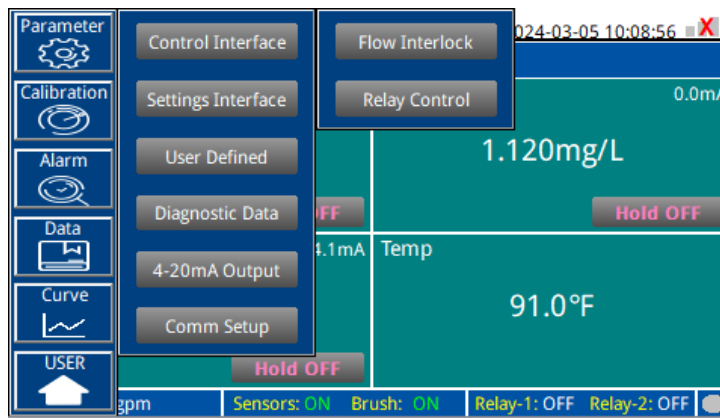 Parameter
Control Interface
Flow Interlock
024-03-05 10:08:56
X
Calibration
Settings Interface
Relay Control
0.0m
Alarm
User Defined
1.120mg/L
Diagnostic Data
FF
Hold OFF
Data
4-20mA Output
4.1mA
Temp
Curve
Comm Setup
91.0°F
USER
Hold OFF
gpm
Sensors: ON Brush: ON
Relay-1: OFF Relay-2: OFF